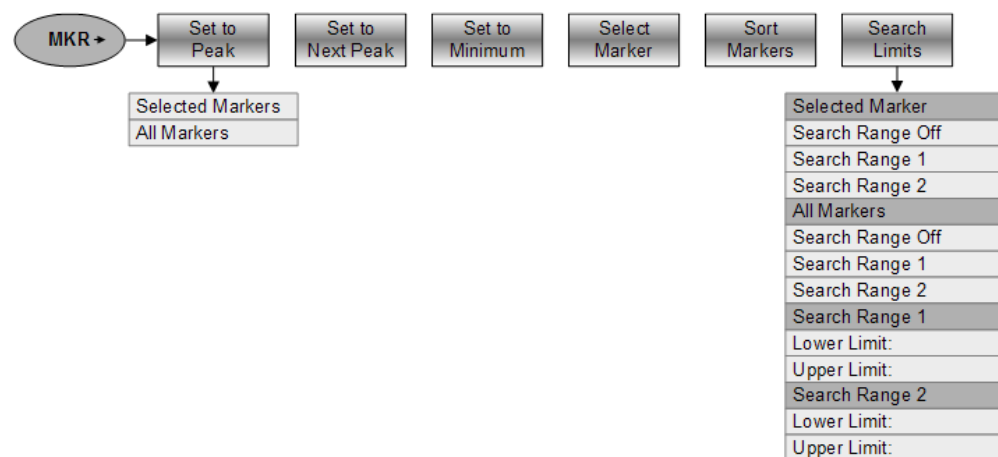 MKR→
Set to
Peak
Set to
Next Peak
Set to
Minimum
Select
Marker
Sort
Markers
Search
Limits
Selected Markers
All Markers
Selected Marker
Search Range Off
Search Range 1
Search Range 2
All Markers
Search Range Off
Search Range 1
Search Range 2
Search Range 1
Lower Limit:
Upper Limit:
Search Range 2
Lower Limit:
Upper Limit: